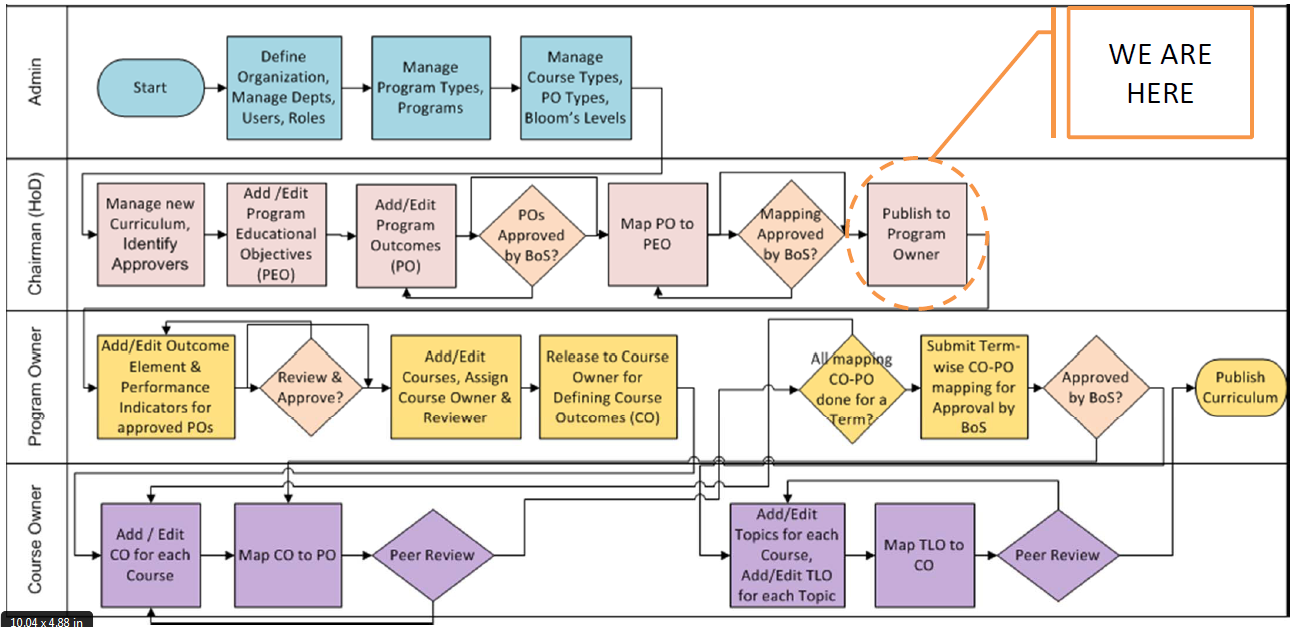 WE ARE
HERE
Admin
Start
Define
Organization,
Manage Depts,
Users, Roles
Manage
Program Types,
Programs
Manage
Course Types,
PO Types,
Bloom's Levels
Chairman (HoD)
Manage new
Curriculum,
Identify
Approvers
Add /Edit
Program
Educational
Objectives
(PEO)
Add/Edit
Program
Outcomes
(PO)
POs
Approved
by BoS?
Map PO to
PEO
Mapping
Approved
by BoS?
Publish to
Program
Owner
Program Owner
Add/Edit Outcome
Element &
Performance
Indicators for
approved POs
Review &
Approve?
Add/Edit
Courses, Assign
Course Owner &
Reviewer
Release to Course
Owner for
Defining Course
Outcomes (CO)
All mapping
CO-PO
done for a
Term?
Submit Term-
wise CO-PO
mapping for
Approval by
BoS
Approved
by BoS?
Publish
Curriculum
Course Owner
Add / Edit
CO for each
Course
Map CO to PO
Peer Review
Add/Edit
Topics for each
Course,
Add/Edit TLO
for each Topic
Map TLO to
CO
Peer Review
10.04 x 4.88 in